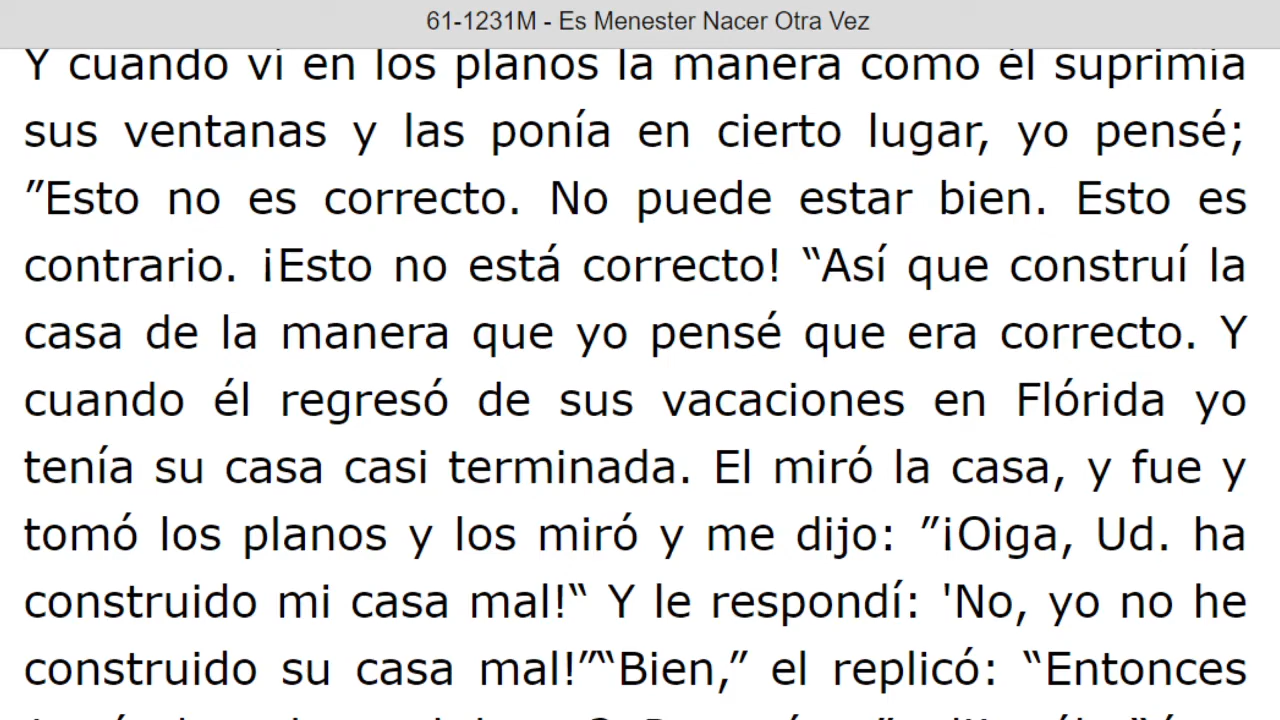 61-1231M - Es Menester Nacer Otra Vez
Y cuando vi en los planos la manera como él suprimía
sus ventanas y las ponía en cierto lugar, yo pensé;
”Esto no es correcto. No puede estar bien. Esto es
contrario. ¡Esto no está correcto! “Así que construí la
casa de la manera que yo pensé que era correcto. Y
cuando él regresó de sus vacaciones en Flórida yo
tenía su casa casi terminada. El miró la casa, y fue y
tomó los planos y los miró y me dijo: ”¡Oiga, Ud. ha
construido mi casa mal!“ Y le respondí: 'No, yo no he
construido su casa mal!”“Bien,” el replicó: “Entonces